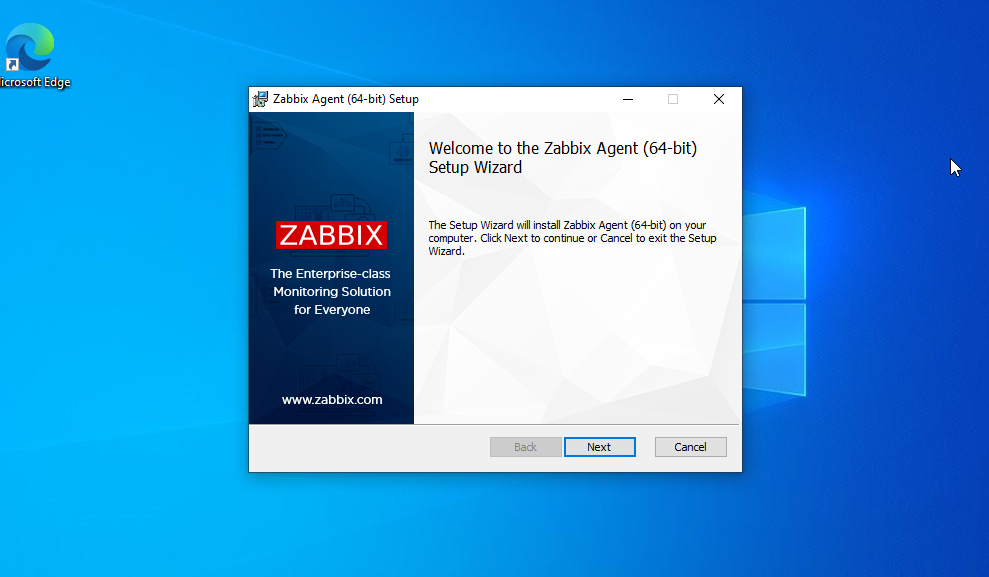 Microsoft Edge
Zabbix Agent (64-bit) Setup
Welcome to the Zabbix Agent (64-bit)
Setup Wizard
The Setup Wizard will install Zabbix Agent (64-bit) on your
computer. Click Next to continue or Cancel to exit the Setup
Wizard.
ZABBIX
The Enterprise-class
Monitoring Solution
for Everyone
www.zabbix.com
Back
Next
Cancel